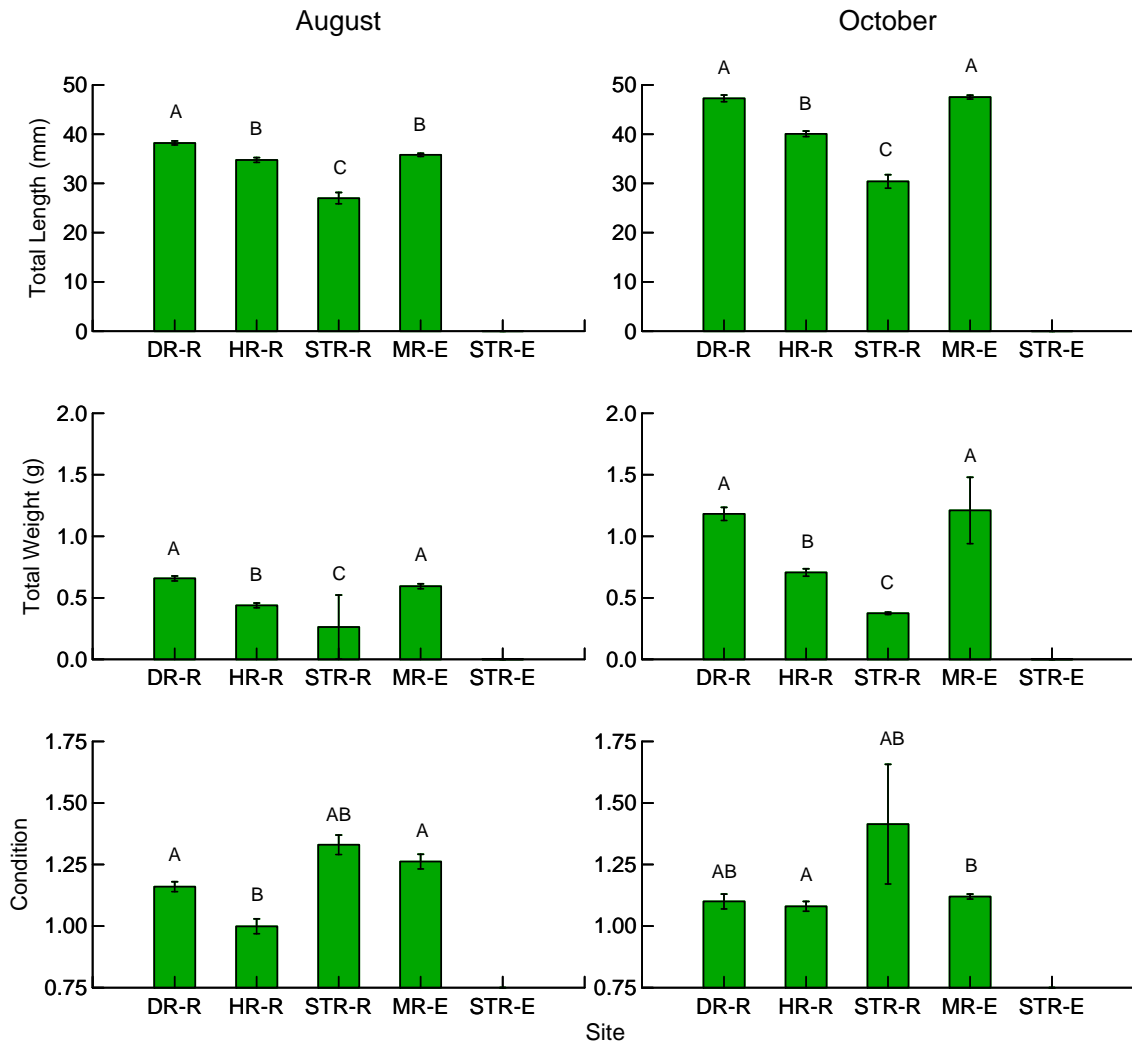 August October
Total Length (mm)
50
40
30
20
10
0
A B C B
DR-R HR-R STR-R MR-E STR-E
50
40
30
20
10
0
A B C A
DR-R HR-R STR-R MR-E STR-E
Total Weight (g)
2.0
1.5
1.0
0.5
0.0
A B C A
DR-R HR-R STR-R MR-E STR-E
2.0
1.5
1.0
0.5
0.0
A B C A
DR-R HR-R STR-R MR-E STR-E
Condition
1.75
1.50
1.25
1.00
0.75
A B AB A
DR-R HR-R STR-R MR-E STR-E
1.75
1.50
1.25
1.00
0.75
AB A AB B
DR-R HR-R STR-R MR-E STR-E
Site